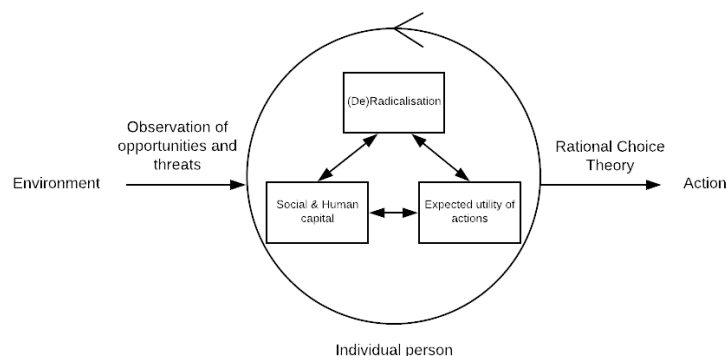 (De)Radicalisation
Observation of
opportunities and
threats
Rational Choice
Theory
Environment
Action
Social & Human
capital
Expected utility of
actions
Individual person